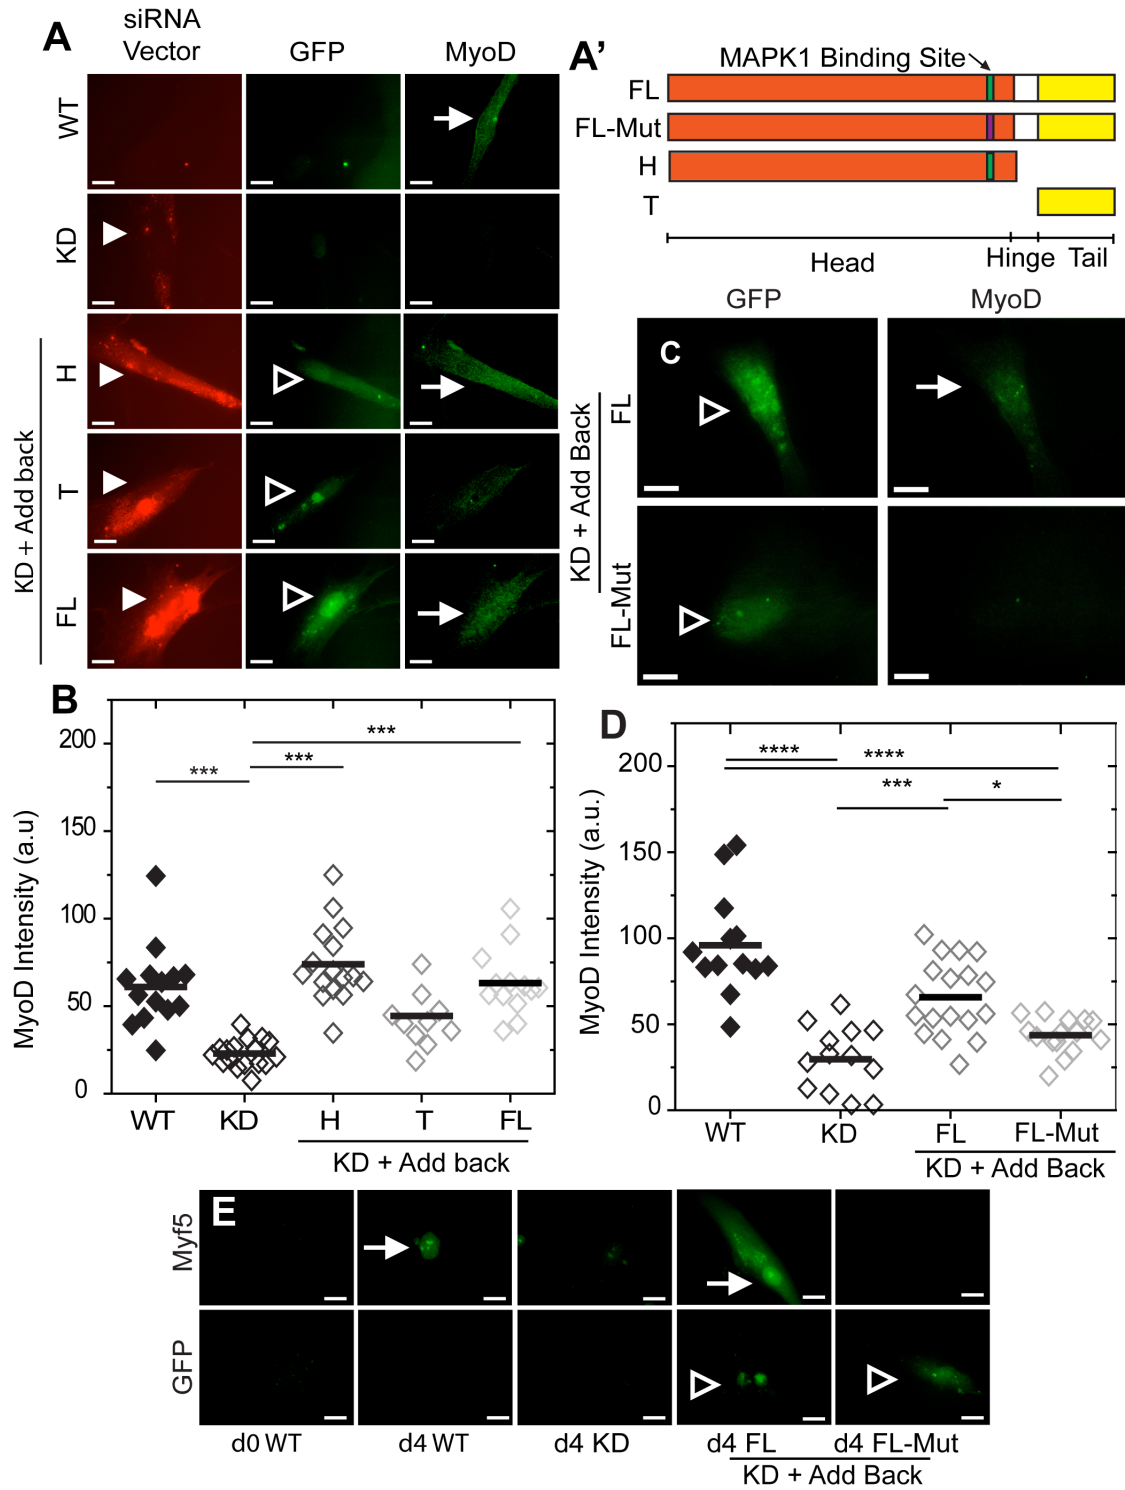 A
siRNA
Vector
GFP
MyoD
WT
KD
H
T
FL
KD + Add back
A'
MAPK1 Binding Site
FL
FL-Mut
H
T
Head
Hinge
Tail
GFP
MyoD
C
FL
FL-Mut
KD + Add Back
B
MyoD Intensity (a.u)
200
150
100
50
0
***
***
***
WT
KD
H
T
FL
KD + Add back
D
MyoD Intensity (a.u.)
200
150
100
50
0
****
****
***
*
WT
KD
FL
FL-Mut
KD + Add Back
E
Myf5
GFP
d0 WT
d4 WT
d4 KD
d4 FL
d4 FL-Mut
KD + Add Back